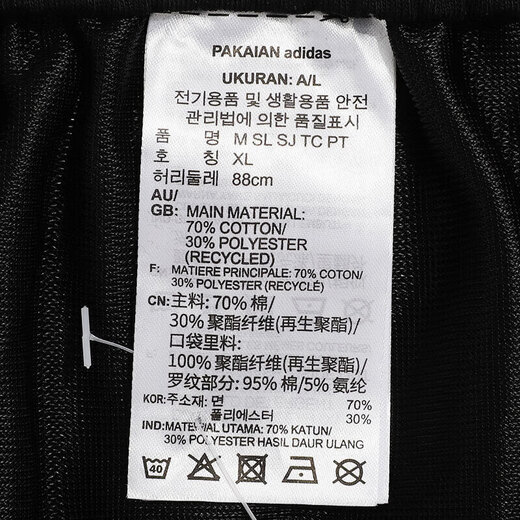 PAKAIAN adidas
UKURAN: A/L
전기용품 및 생활용품 안전
관리법에 의한 품질표시
품 명 M SL SJ TC PT
호 칭 XL
허리둘레 88cm
AU/
GB: MAIN MATERIAL:
70% COTTON/
30% POLYESTER
(RECYCLED)
F: MATIERE PRINCIPALE: 70% COTON/
30% POLYESTER (RECYCLÉ)
CN: 主料: 70% 棉/
30% 聚酯纤维(再生聚酯)/
口袋里料:
100% 聚酯纤维(再生聚酯)/
罗纹部分: 95% 棉/5% 氨纶
KOR: 주소재: 면 70%
폴리에스터 30%
IND: MATERIAL UTAMA: 70% KATUN/
30% POLYESTER HASIL DAUR ULANG
40